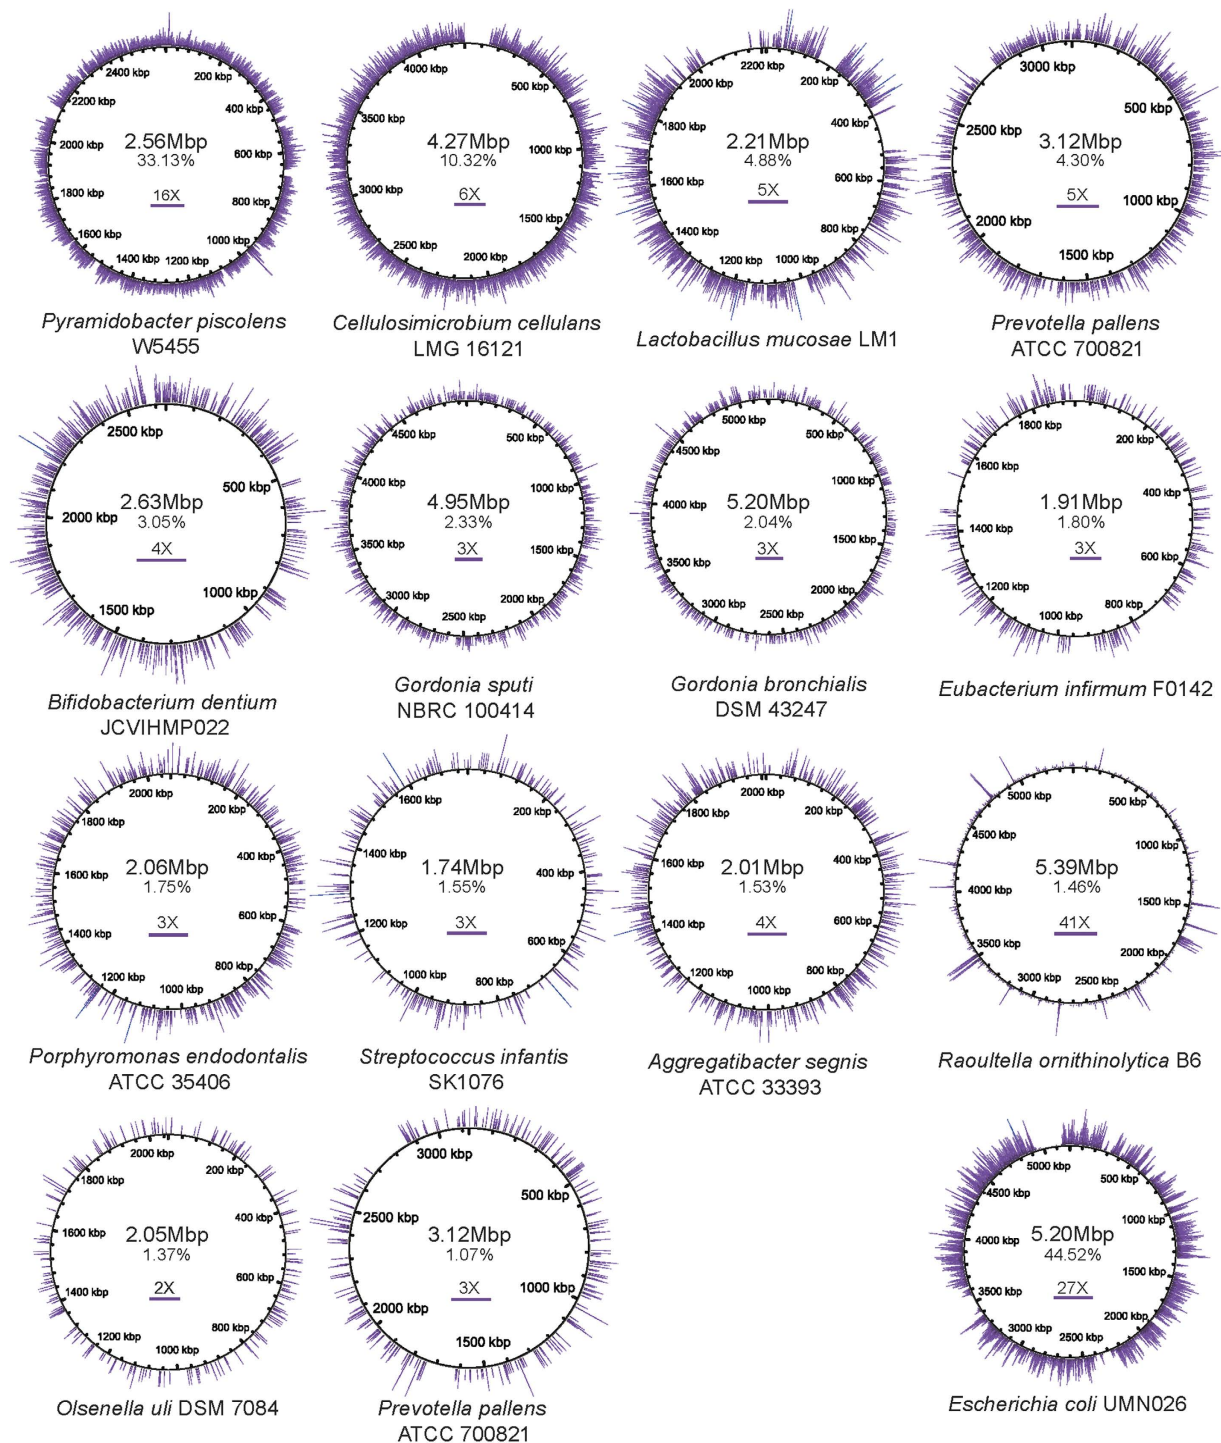 2400 kbp
200 kbp
2200 kbp
400 kbp
2000 kbp
600 kbp
1800 kbp
800 kbp
1600 kbp
1000 kbp
1400 kbp
1200 kbp
2.56Mbp
33.13%
16X
Pyramidobacter piscolens
W5455
4000 kbp
500 kbp
3500 kbp
1000 kbp
3000 kbp
1500 kbp
2500 kbp
2000 kbp
4.27Mbp
10.32%
6X
Cellulosimicrobium cellulans
LMG 16121
2200 kbp
2000 kbp
200 kbp
1800 kbp
400 kbp
1600 kbp
600 kbp
1400 kbp
800 kbp
1200 kbp
1000 kbp
2.21Mbp
4.88%
5X
Lactobacillus mucosae LM1
3000 kbp
500 kbp
2500 kbp
1000 kbp
2000 kbp
1500 kbp
3.12Mbp
4.30%
5X
Prevotella pallens
ATCC 700821
2500 kbp
500 kbp
2000 kbp
1000 kbp
1500 kbp
2.63Mbp
3.05%
4X
Bifidobacterium dentium
JCVIHMP022
4500 kbp
500 kbp
4000 kbp
1000 kbp
3500 kbp
1500 kbp
3000 kbp
2000 kbp
2500 kbp
4.95Mbp
2.33%
3X
Gordonia sputi
NBRC 100414
5000 kbp
500 kbp
4500 kbp
1000 kbp
4000 kbp
1500 kbp
3500 kbp
2000 kbp
3000 kbp
2500 kbp
5.20Mbp
2.04%
3X
Gordonia bronchialis
DSM 43247
1800 kbp
200 kbp
1600 kbp
400 kbp
1400 kbp
600 kbp
1200 kbp
800 kbp
1000 kbp
1.91Mbp
1.80%
3X
Eubacterium infirmum F0142
2000 kbp
200 kbp
1800 kbp
400 kbp
1600 kbp
600 kbp
1400 kbp
800 kbp
1200 kbp
1000 kbp
2.06Mbp
1.75%
3X
Porphyromonas endodontalis
ATCC 35406
1600 kbp
200 kbp
1400 kbp
400 kbp
1200 kbp
600 kbp
1000 kbp
800 kbp
1.74Mbp
1.55%
3X
Streptococcus infantis
SK1076
2000 kbp
200 kbp
1800 kbp
400 kbp
1600 kbp
600 kbp
1400 kbp
800 kbp
1200 kbp
1000 kbp
2.01Mbp
1.53%
4X
Aggregatibacter segnis
ATCC 33393
5000 kbp
500 kbp
4500 kbp
1000 kbp
4000 kbp
1500 kbp
3500 kbp
2000 kbp
3000 kbp
2500 kbp
5.39Mbp
1.46%
41X
Raoultella ornithinolytica B6
2000 kbp
200 kbp
1800 kbp
400 kbp
1600 kbp
600 kbp
1400 kbp
800 kbp
1200 kbp
1000 kbp
2.05Mbp
1.37%
2X
Olsenella uli DSM 7084
3000 kbp
500 kbp
2500 kbp
1000 kbp
2000 kbp
1500 kbp
3.12Mbp
1.07%
3X
Prevotella pallens
ATCC 700821
5000 kbp
500 kbp
4500 kbp
1000 kbp
4000 kbp
1500 kbp
3500 kbp
2000 kbp
3000 kbp
2500 kbp
5.20Mbp
44.52%
27X
Escherichia coli UMN026